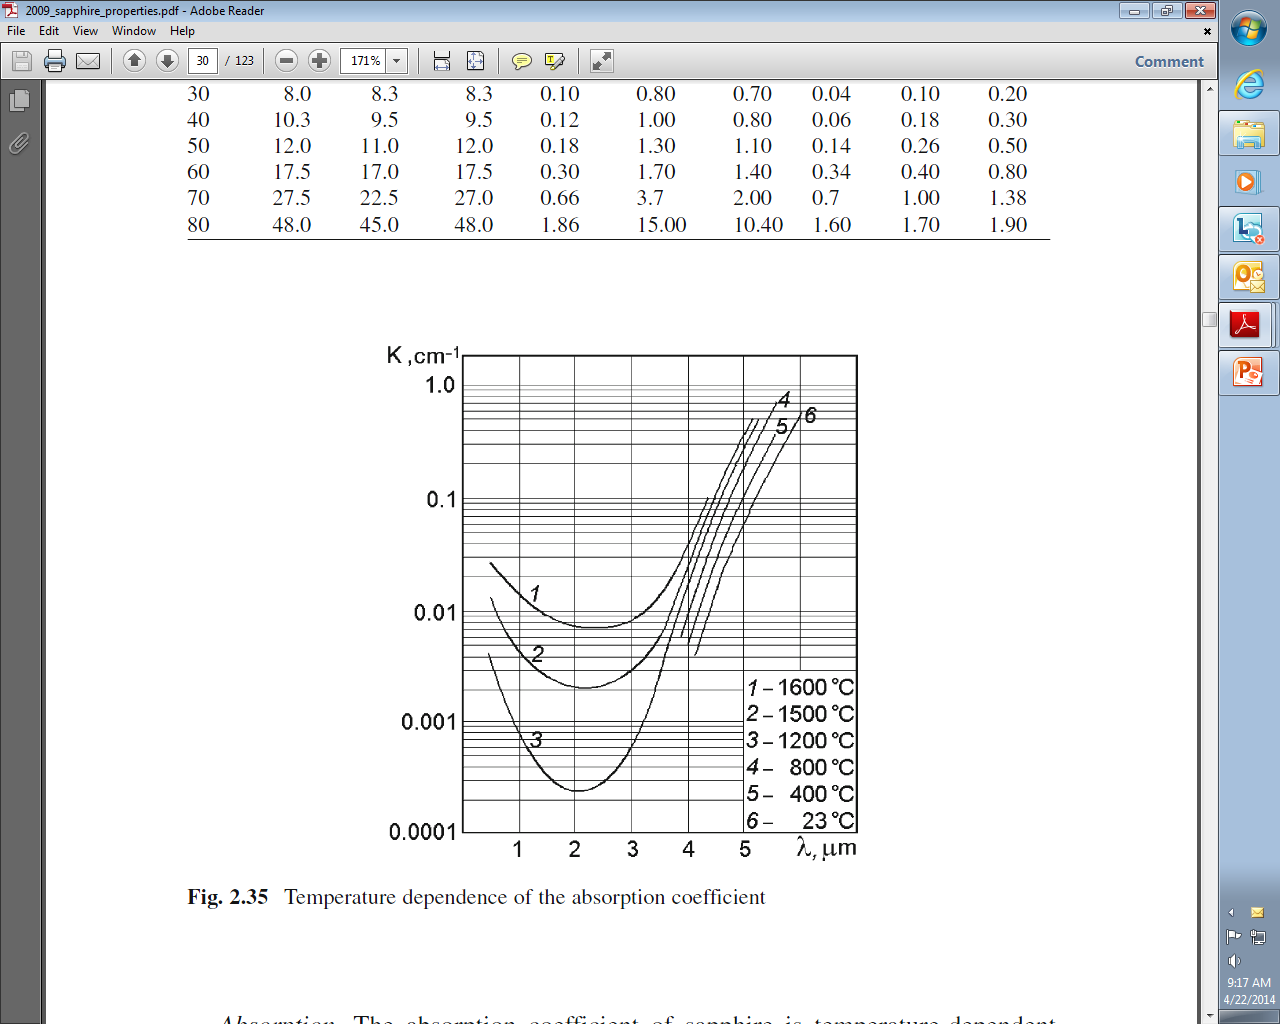 2009_sapphire_properties.pdf - Adobe Reader
File Edit View Window Help
30 / 123 171% Comment
30 8.0 8.3 8.3 0.10 0.80 0.70 0.04 0.10 0.20
40 10.3 9.5 9.5 0.12 1.00 0.80 0.06 0.18 0.30
50 12.0 11.0 12.0 0.18 1.30 1.10 0.14 0.26 0.50
60 17.5 17.0 17.5 0.30 1.70 1.40 0.34 0.40 0.80
70 27.5 22.5 27.0 0.66 3.7 2.00 0.7 1.00 1.38
80 48.0 45.0 48.0 1.86 15.00 10.40 1.60 1.70 1.90
K ,cm-1
1.0
4
6
5
0.1
1
0.01
2
1 – 1600 °C
0.001
2 – 1500 °C
3
3 – 1200 °C
4 – 800 °C
5 – 400 °C
6 – 23 °C
0.0001
1 2 3 4 5 λ, μm
Fig. 2.35 Temperature dependence of the absorption coefficient
Absorption. The absorption coefficient of sapphire is temperature-dependent
9:17 AM
4/22/2014